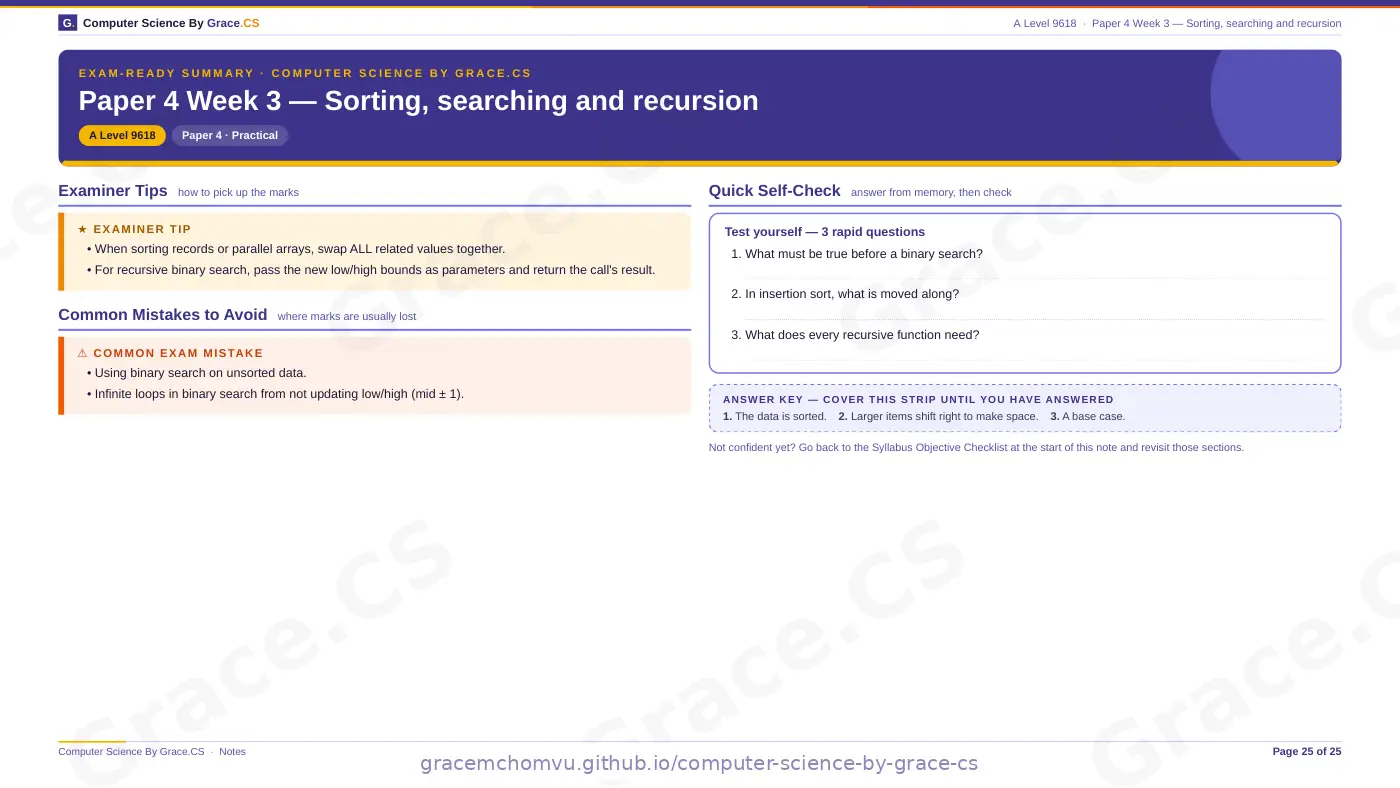 G. Computer Science By Grace.CS
A Level 9618 · Paper 4 Week 3 — Sorting, searching and recursion
EXAM-READY SUMMARY · COMPUTER SCIENCE BY GRACE.CS
Paper 4 Week 3 — Sorting, searching and recursion
A Level 9618
Paper 4 · Practical
Examiner Tips how to pick up the marks
★ EXAMINER TIP
• When sorting records or parallel arrays, swap ALL related values together.
• For recursive binary search, pass the new low/high bounds as parameters and return the call's result.
Common Mistakes to Avoid where marks are usually lost
⚠ COMMON EXAM MISTAKE
• Using binary search on unsorted data.
• Infinite loops in binary search from not updating low/high (mid ± 1).
Quick Self-Check answer from memory, then check
Test yourself — 3 rapid questions
1. What must be true before a binary search?
2. In insertion sort, what is moved along?
3. What does every recursive function need?
ANSWER KEY — COVER THIS STRIP UNTIL YOU HAVE ANSWERED
1. The data is sorted. 2. Larger items shift right to make space. 3. A base case.
Not confident yet? Go back to the Syllabus Objective Checklist at the start of this note and revisit those sections.
Grace.CS
Grace.CS
Grace.CS
Computer Science By Grace.CS · Notes
Page 25 of 25
gracemchomvu.github.io/computer-science-by-grace-cs